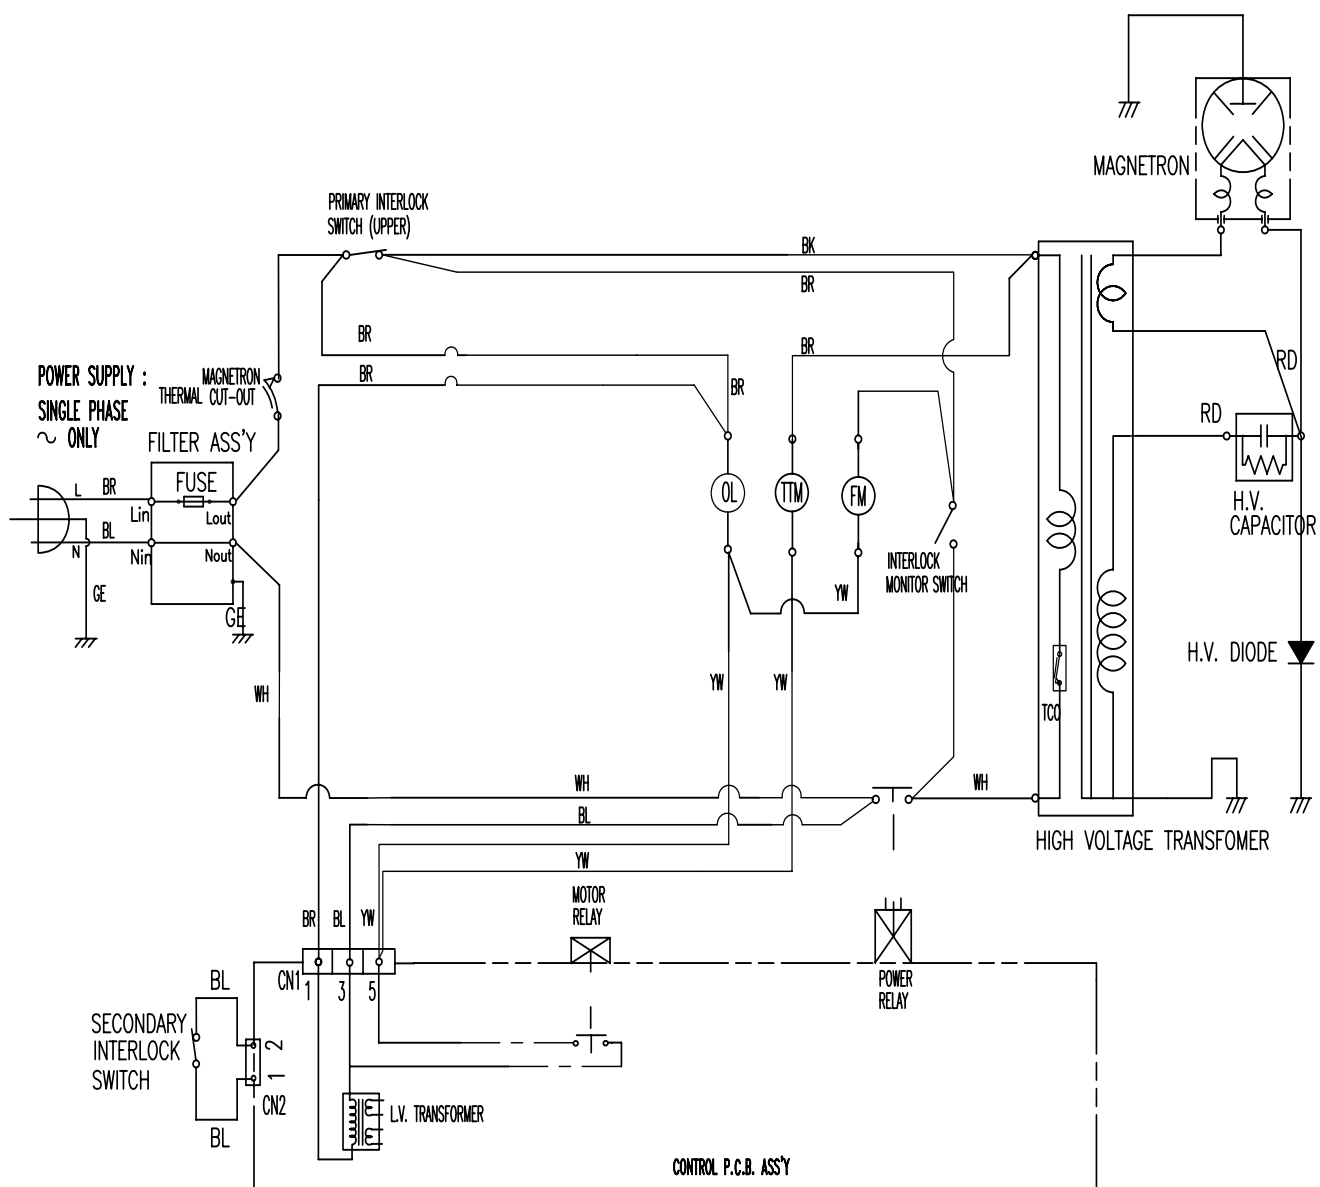 MAGNETRON
PRIMARY INTERLOCK
SWITCH (UPPER)
BK
BR
BR
BR
BR
BR
POWER SUPPLY :
SINGLE PHASE
~ ONLY
MAGNETRON
THERMAL CUT-OUT
FILTER ASS'Y
FUSE
L
BR
Lin
Lout
BL
N
Nin
Nout
GE
GE
OL
TTM
FM
INTERLOCK
MONITOR SWITCH
YW
YW
YW
WH
RD
RD
H.V.
CAPACITOR
H.V. DIODE
TCO
WH
WH
BL
YW
HIGH VOLTAGE TRANSFOMER
MOTOR
RELAY
POWER
RELAY
BR
BL
YW
CN1
1
3
5
BL
SECONDARY
INTERLOCK
SWITCH
2
1
CN2
BL
L.V. TRANSFORMER
CONTROL P.C.B. ASS'Y